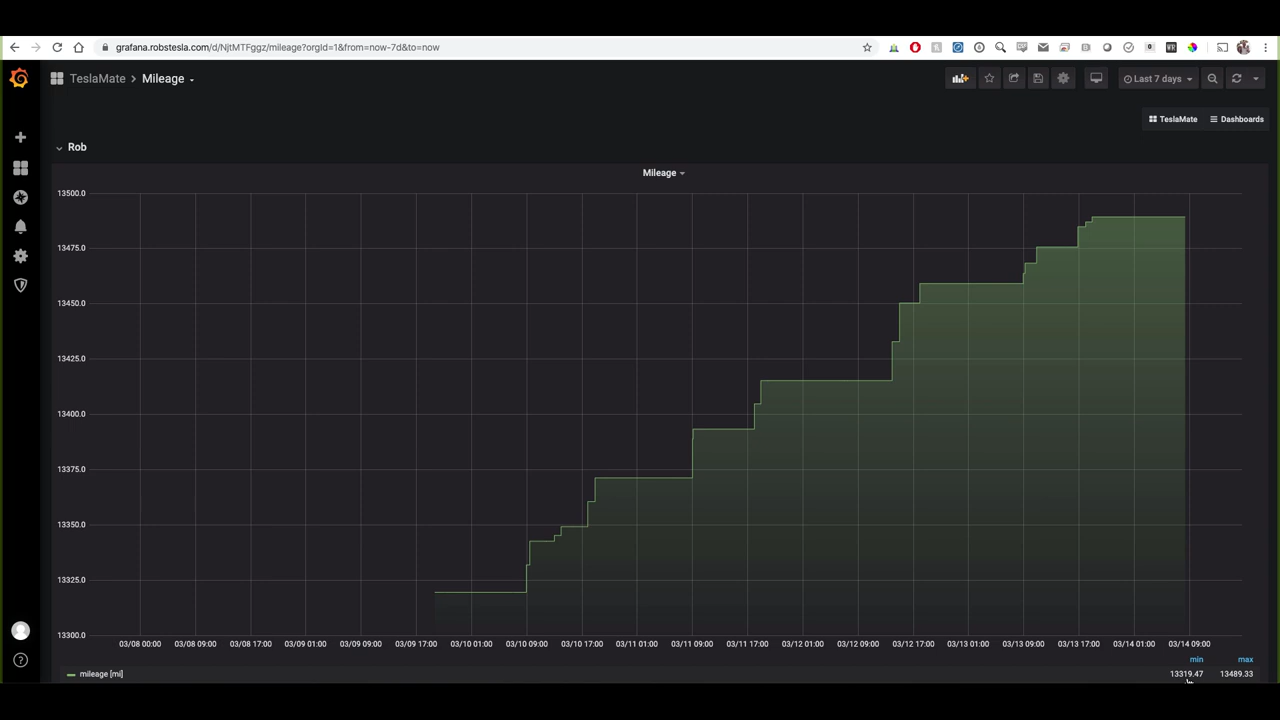 grafana.robstesla.com/d/NjtMTFggz/mileage?orgId=1&from=now-7d&to=now
TeslaMate > Mileage
Last 7 days
TeslaMate Dashboards
Rob
Mileage
13500.0
13475.0
13450.0
13425.0
13400.0
13375.0
13350.0
13325.0
13300.0
03/08 00:00 03/08 09:00 03/08 17:00 03/09 01:00 03/09 09:00 03/09 17:00 03/10 01:00 03/10 09:00 03/10 17:00 03/11 01:00 03/11 09:00 03/11 17:00 03/12 01:00 03/12 09:00 03/12 17:00 03/13 01:00 03/13 09:00 03/13 17:00 03/14 01:00 03/14 09:00
min max
mileage [mi] 13319.47 13489.33